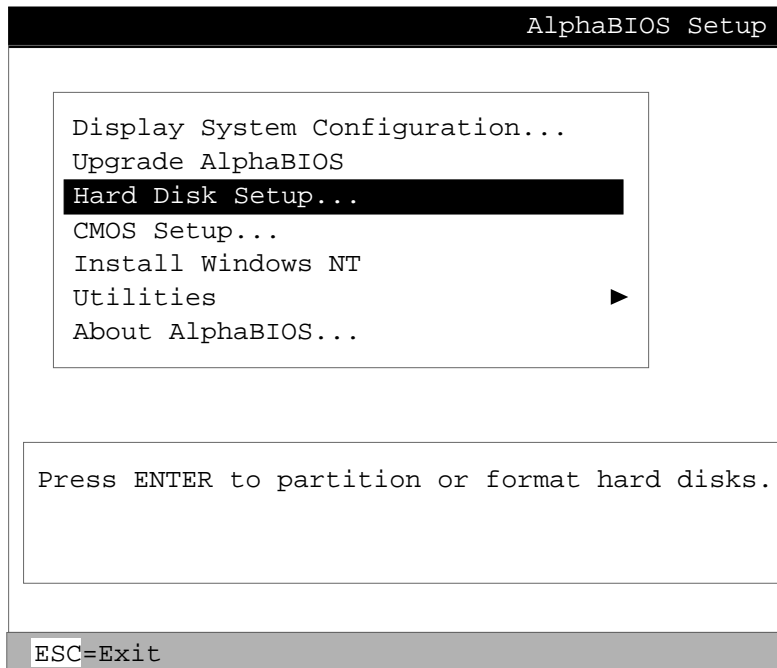 AlphaBIOS Setup
Display System Configuration...
Upgrade AlphaBIOS
Hard Disk Setup...
CMOS Setup...
Install Windows NT
Utilities ►
About AlphaBIOS...
Press ENTER to partition or format hard disks.
ESC=Exit